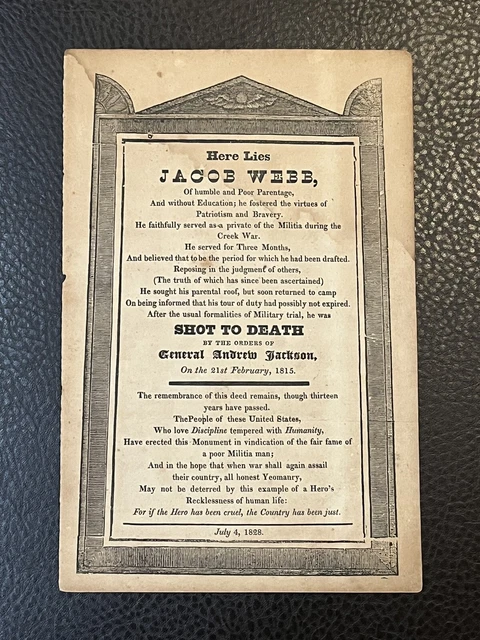 Here Lies
JACOB WEBB,
Of humble and Poor Parentage,
And without Education; he fostered the virtues of
Patriotism and Bravery.
He faithfully served as a private of the Militia during the
Creek War.
He served for Three Months,
And believed that to be the period for which he had been drafted.
Reposing in the judgment of others,
(The truth of which has since been ascertained)
He sought his parental roof, but soon returned to camp
On being informed that his tour of duty had possibly not expired.
After the usual formalities of Military trial, he was
SHOT TO DEATH
BY THE ORDERS OF
General Andrew Jackson,
On the 21st February, 1815.
The remembrance of this deed remains, though thirteen
years have passed.
ThePeople of these United States,
Who love Discipline tempered with Humanity,
Have erected this Monument in vindication of the fair fame of
a poor Militia man;
And in the hope that when war shall again assail
their country, all honest Yeomanry,
May not be deterred by this example of a Hero's
Recklessness of human life:
For if the Hero has been cruel, the Country has been just.
July 4, 1828.